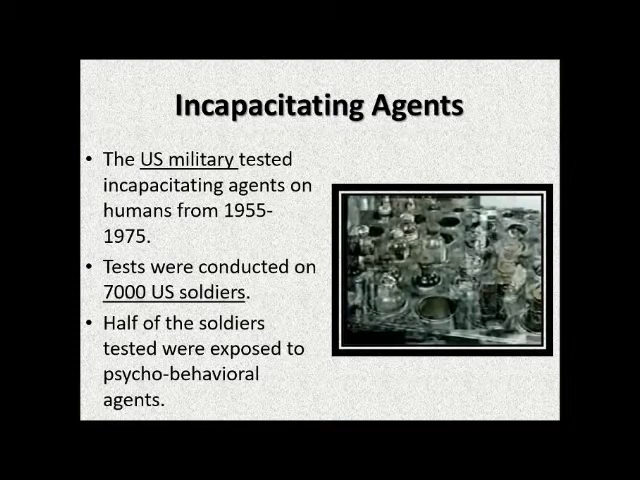 Incapacitating Agents
• The US military tested
incapacitating agents on
humans from 1955-
1975.
• Tests were conducted on
7000 US soldiers.
• Half of the soldiers
tested were exposed to
psycho-behavioral
agents.